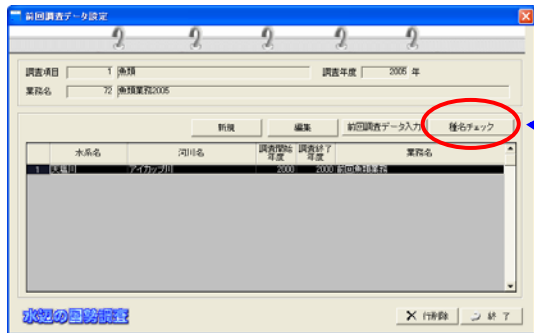 前回調査データ設定
調査項目 1 魚類 調査年度 2005 年
業務名 72 魚類業務2005
新規 編集 前回調査データ入力 種名チェック
水系名 河川名 調査開始年度 調査終了年度 業務名
1 天塩川 アイカップ川 2000 2000 前回魚類業務
水辺の国勢調査
行削除 終了